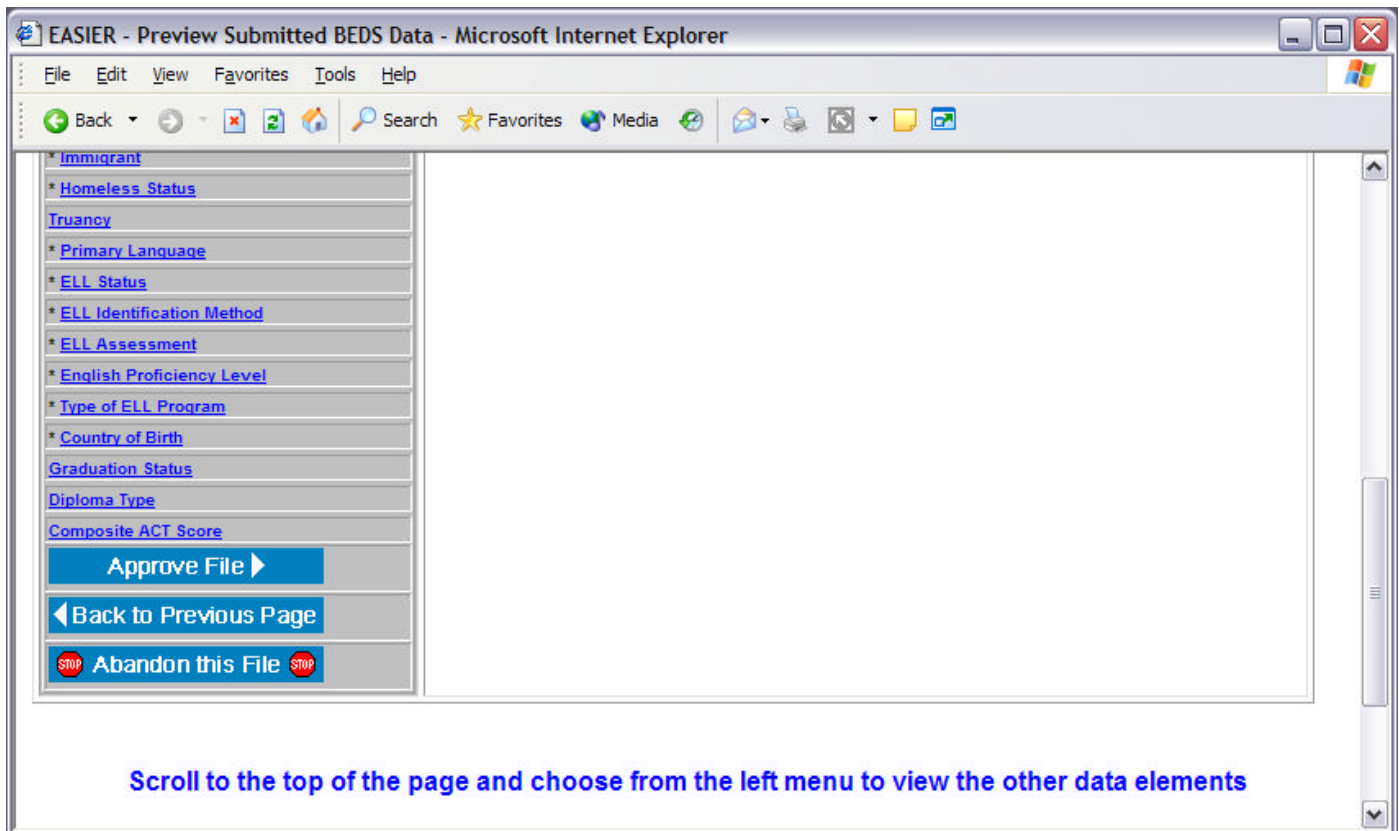 EASIER - Preview Submitted BEDS Data - Microsoft Internet Explorer
File Edit View Favorites Tools Help
Back Search Favorites Media
* Immigrant
* Homeless Status
Truancy
* Primary Language
* ELL Status
* ELL Identification Method
* ELL Assessment
* English Proficiency Level
* Type of ELL Program
* Country of Birth
Graduation Status
Diploma Type
Composite ACT Score
Approve File
Back to Previous Page
STOP Abandon this File STOP
Scroll to the top of the page and choose from the left menu to view the other data elements